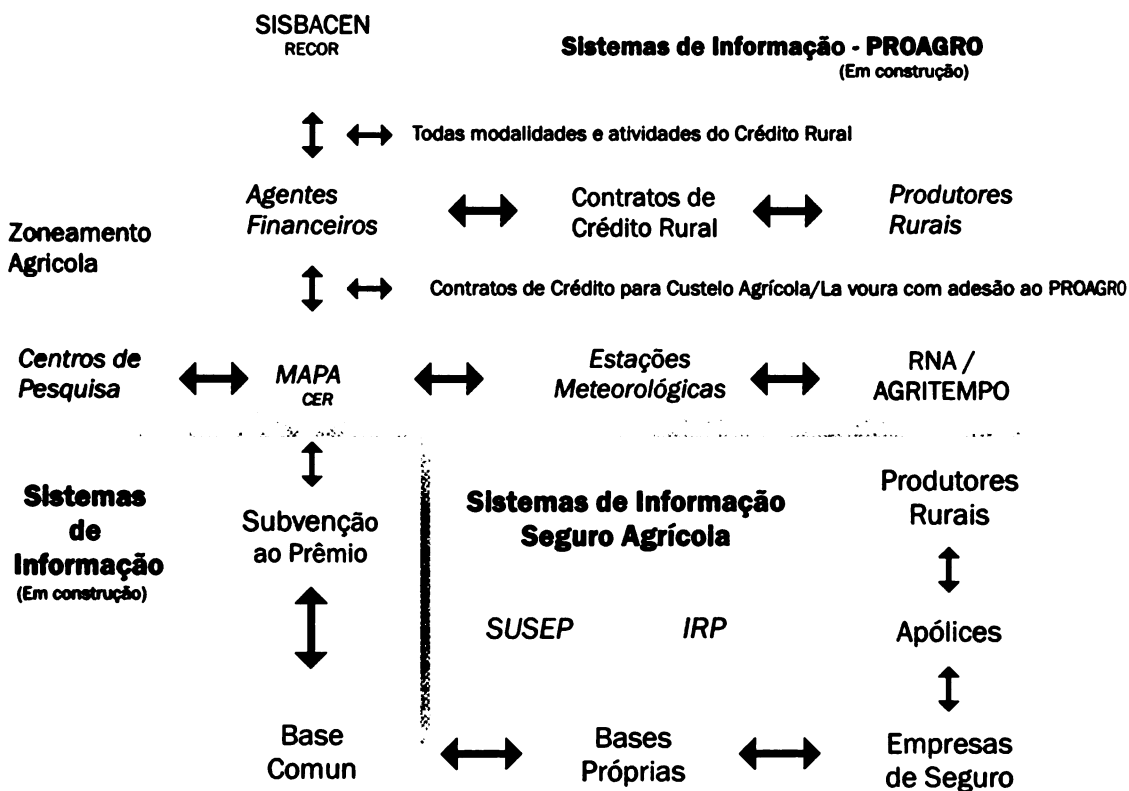 SISBACEN
RECOR
Sistemas de Informação - PROAGRO
(Em construção)
Todas modalidades e atividades do Crédito Rural
Agentes
Financeiros
Contratos de
Crédito Rural
Produtores
Rurais
Zoneamento
Agricola
Contratos de Crédito para Custelo Agrícola/La voura com adesão ao PROAGRO
Centros de
Pesquisa
MAPA
CER
Estações
Meteorológicas
RNA /
AGRITEMPO
Sistemas
de
Informação
(Em construção)
Subvenção
ao Prêmio
Sistemas de Informação
Seguro Agrícola
Produtores
Rurais
SUSEP
IRP
Apólices
Base
Comun
Bases
Próprias
Empresas
de Seguro